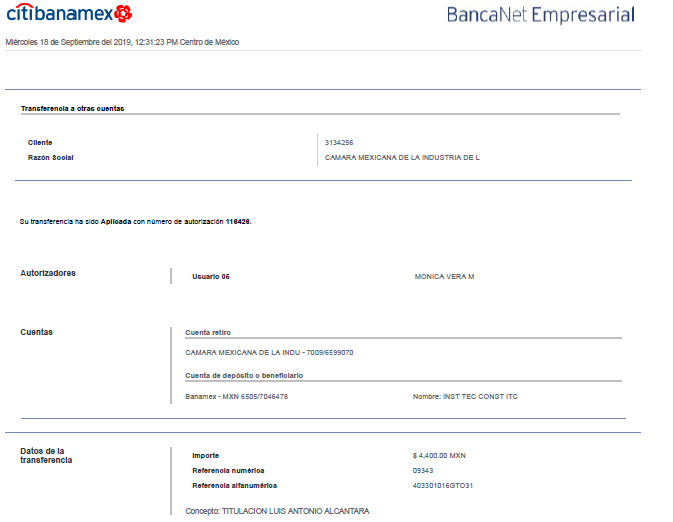 citibanamex
BancaNet Empresarial
Miércoles 18 de Septiembre del 2019, 12:31:23 PM Centro de México
Transferencia a otras cuentas
Cliente 3134256
Razón Social CAMARA MEXICANA DE LA INDUSTRIA DE L
Su transferencia ha sido Aplicada con número de autorización 116426.
Autorizadores Usuario 05 MONICA VERA M
Cuentas Cuenta retiro
CAMARA MEXICANA DE LA INDU - 7009/6599070
Cuenta de depósito o beneficiario
Banamex - MXN 6505/7046478 Nombre: INST TEC CONST ITC
Datos de la
transferencia
Importe $ 4,400.00 MXN
Referencia numérica 09343
Referencia alfanumérica 403301016GTO31
Concepto: TITULACION LUIS ANTONIO ALCANTARA